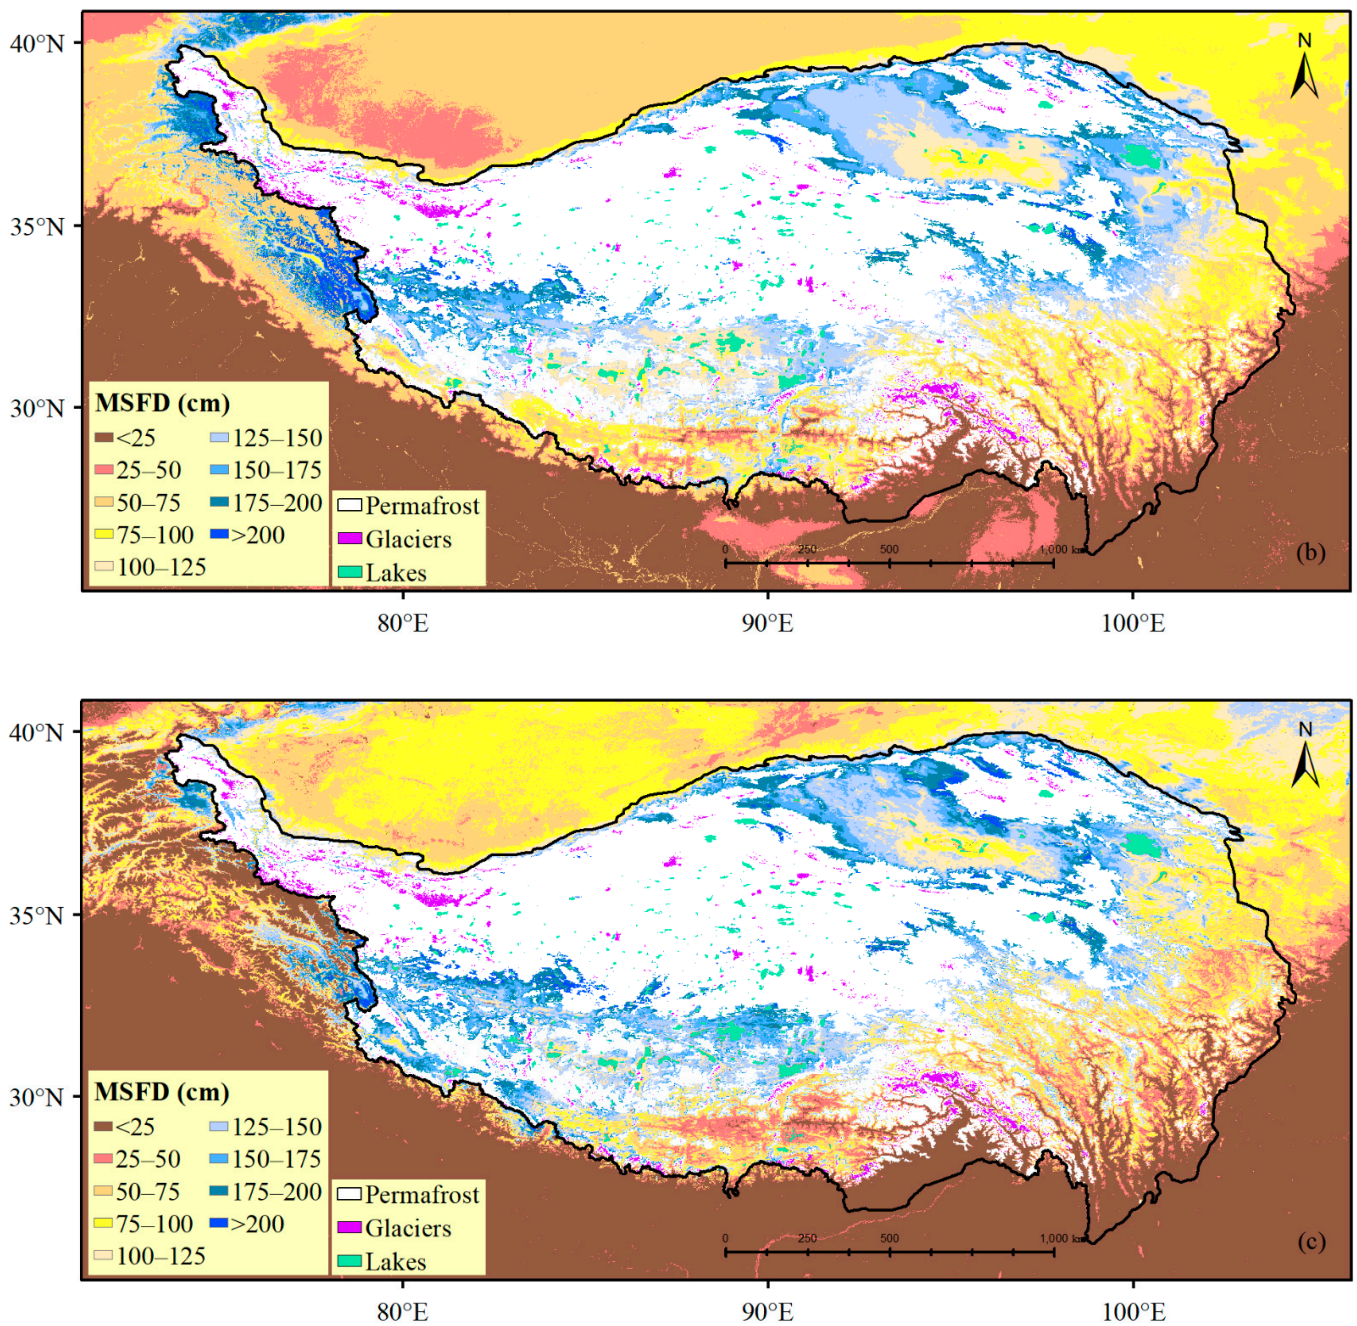 40°N
N
35°N
30°N
MSFD (cm)
<25 125–150
25–50 150–175
50–75 175–200
75–100 >200
100–125
Permafrost
Glaciers
Lakes
0 250 500 1,000 km
(b)
80°E 90°E 100°E
40°N
N
35°N
30°N
MSFD (cm)
<25 125–150
25–50 150–175
50–75 175–200
75–100 >200
100–125
Permafrost
Glaciers
Lakes
0 250 500 1,000 km
(c)
80°E 90°E 100°E